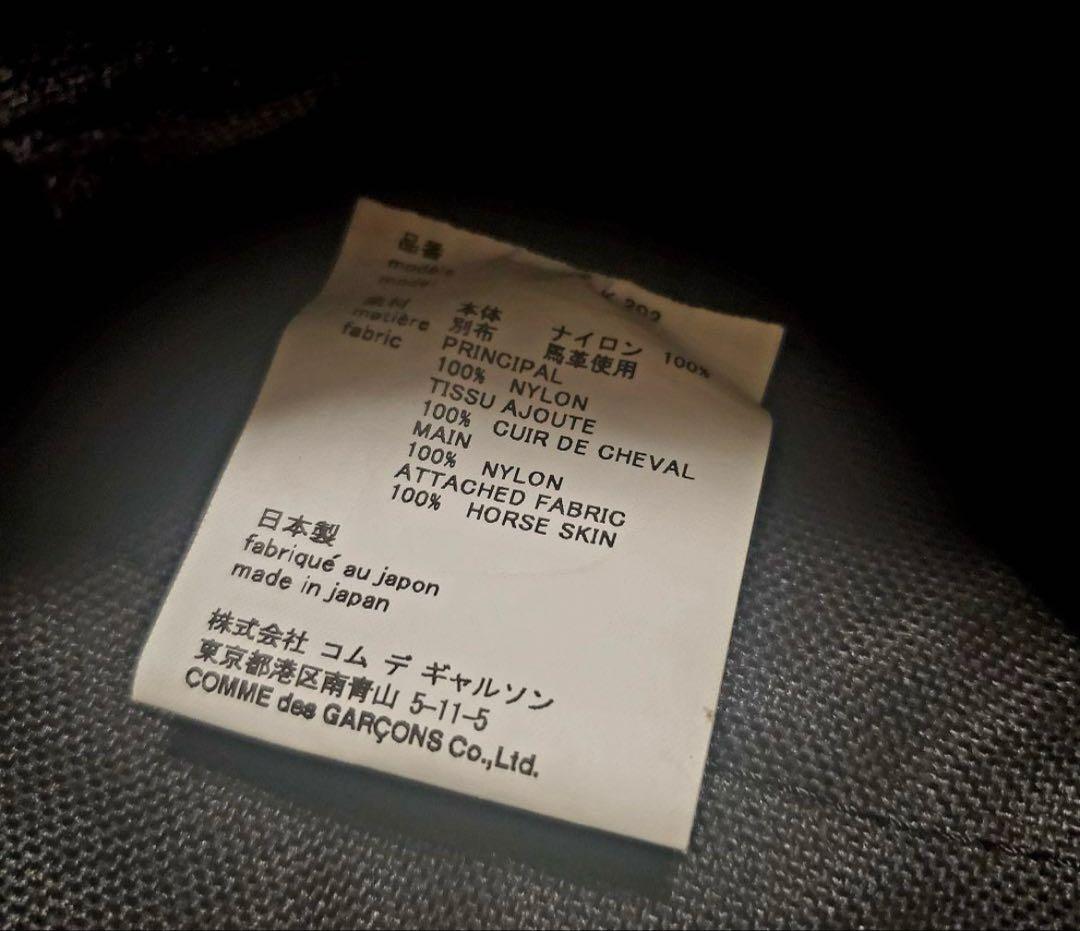 品番
modèle
model
K 202
素材 本体 ナイロン 100%
matière 別布 馬革使用
fabric PRINCIPAL
100% NYLON
TISSU AJOUTE
100% CUIR DE CHEVAL
MAIN
100% NYLON
ATTACHED FABRIC
100% HORSE SKIN
日本製
fabriqué au japon
made in japan
株式会社 コム デ ギャルソン
東京都港区南青山 5-11-5
COMME des GARÇONS Co.,Ltd.